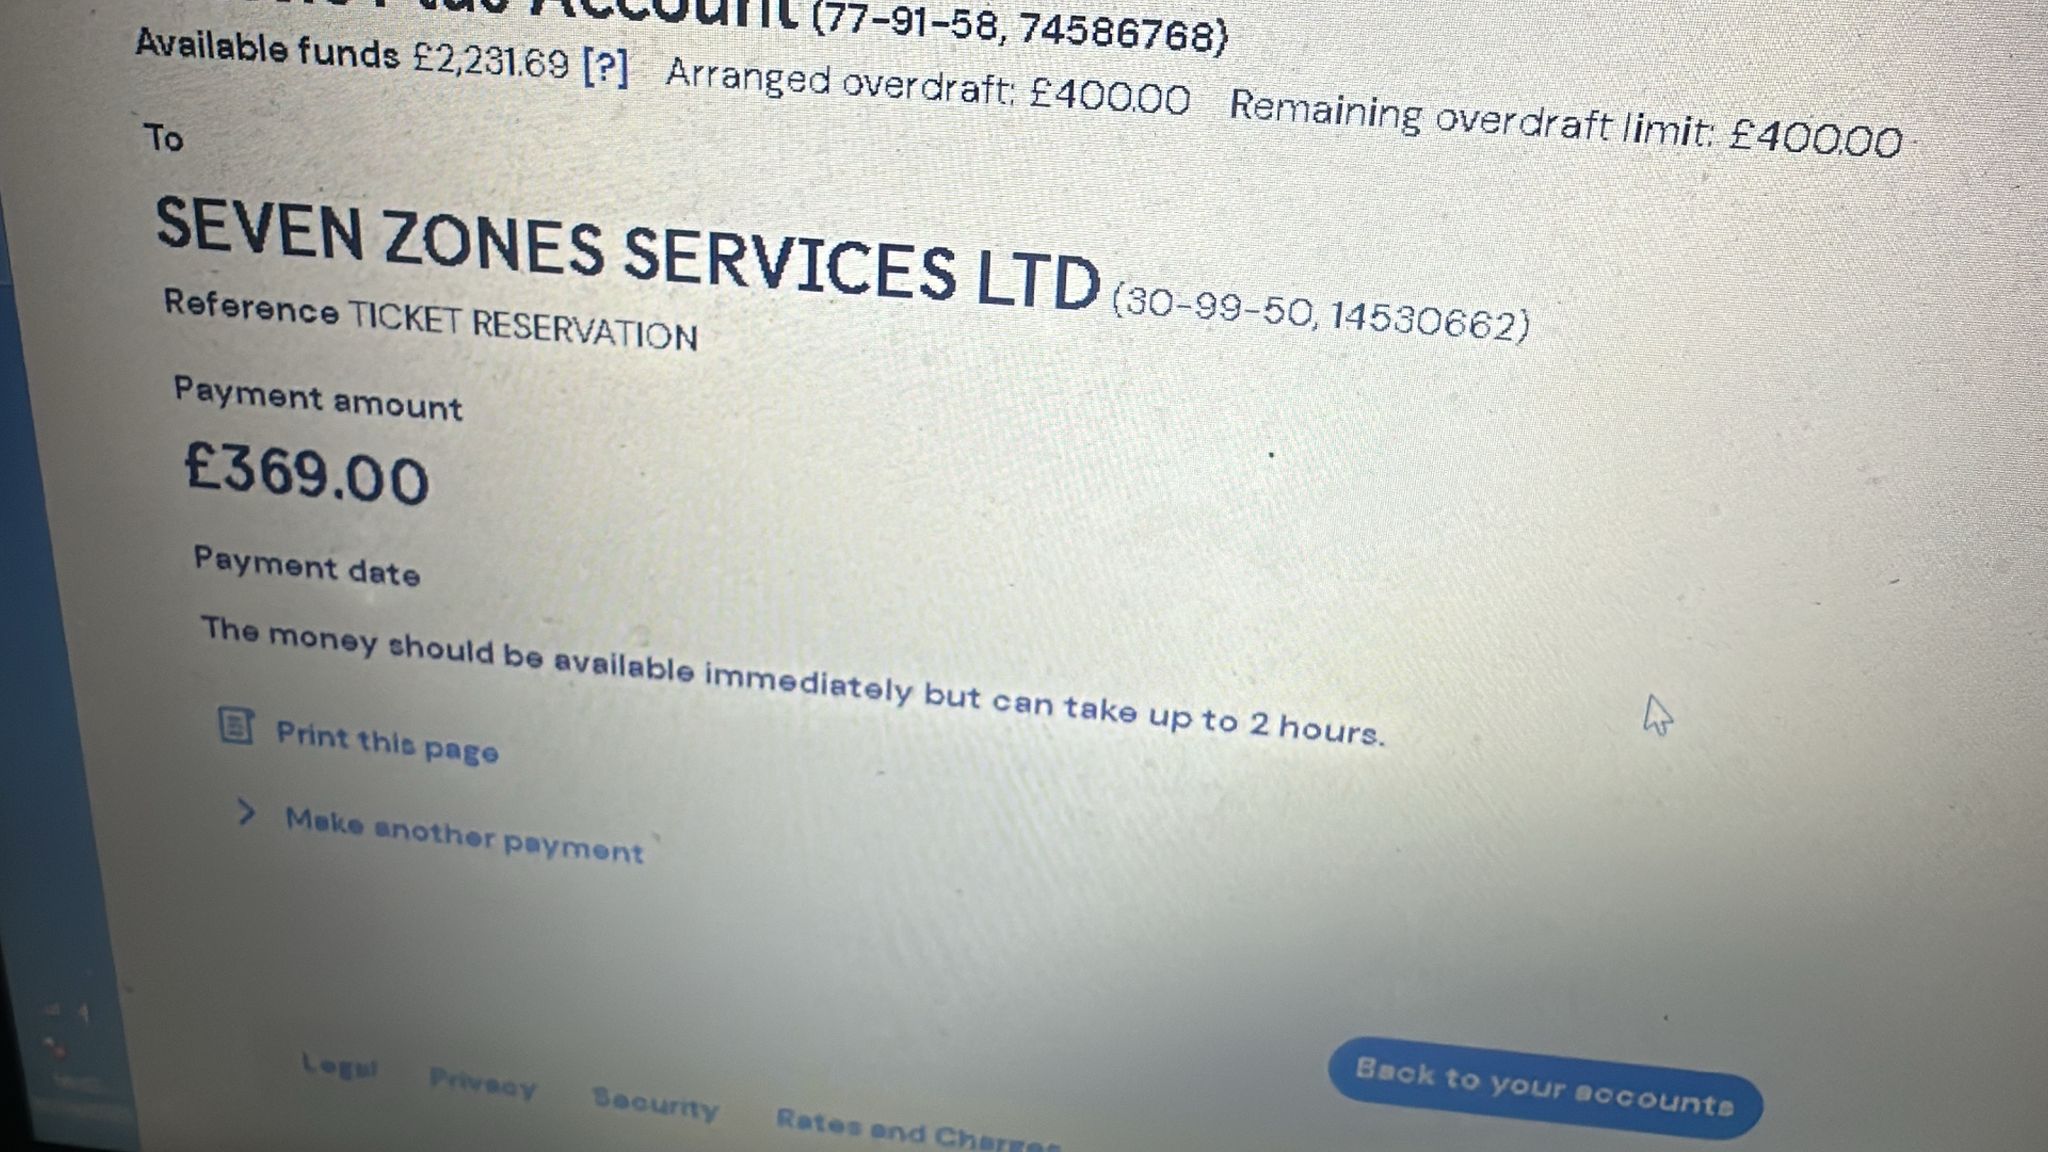 Account (77-91-58, 74586768)
Available funds £2,231.69 [?] Arranged overdraft: £400.00 Remaining overdraft limit: £400.00
To
SEVEN ZONES SERVICES LTD (30-99-50, 14530662)
Reference TICKET RESERVATION
Payment amount
£369.00
Payment date
The money should be available immediately but can take up to 2 hours.
Print this page
Make another payment
Back to your accounts
Legal Privacy Security Rates and Charges